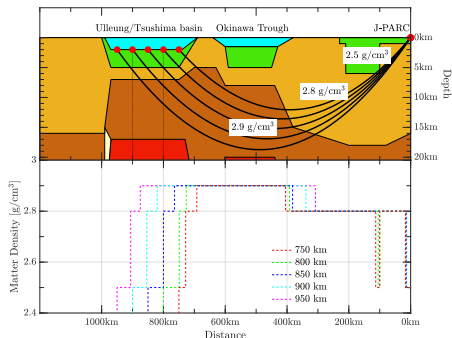 Ulleung/Tsushima basin Okinawa Trough J-PARC
0km
2.5 g/cm³
5km
2.8 g/cm³
10km
Depth
2.9 g/cm³
15km
20km
3
2.8
2.6
2.4
Matter Density [g/cm³]
750 km
800 km
850 km
900 km
950 km
1000km 800km 600km 400km 200km 0km
Distance